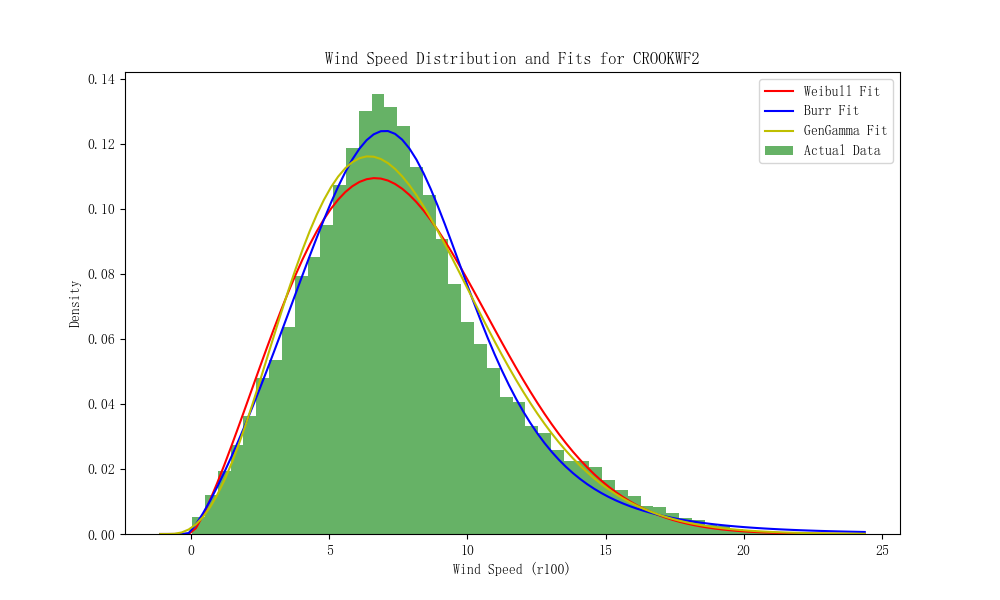 Wind Speed Distribution and Fits for CROOKWF2
Weibull Fit
Burr Fit
GenGamma Fit
Actual Data
Density
0.14
0.12
0.10
0.08
0.06
0.04
0.02
0.00
0
5
10
15
20
25
Wind Speed (r100)